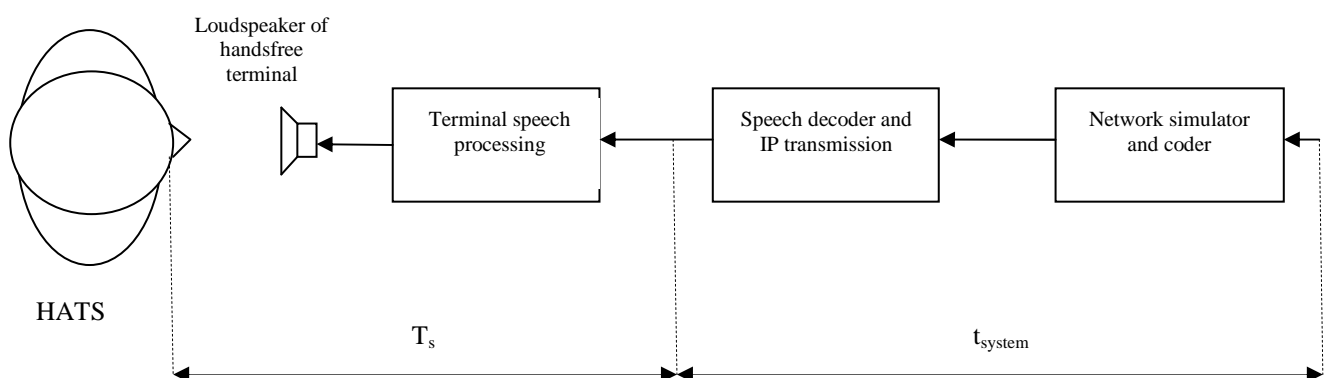 Loudspeaker of
handsfree
terminal
Terminal speech
processing
Speech decoder and
IP transmission
Network simulator
and coder
HATS
Ts
tsystem